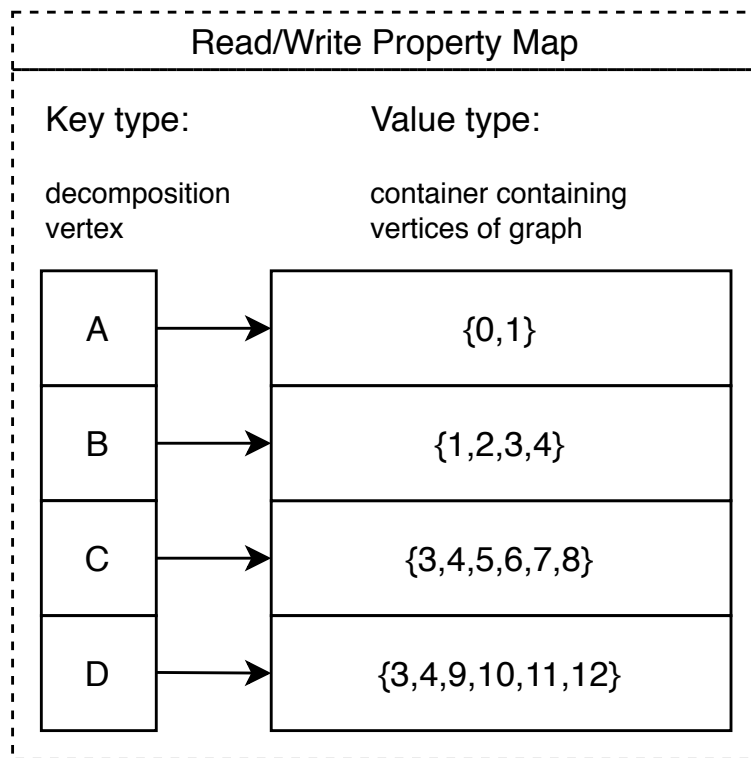 Read/Write Property Map
Key type:
Value type:
decomposition
vertex
container containing
vertices of graph
A
{0,1}
B
{1,2,3,4}
C
{3,4,5,6,7,8}
D
{3,4,9,10,11,12}